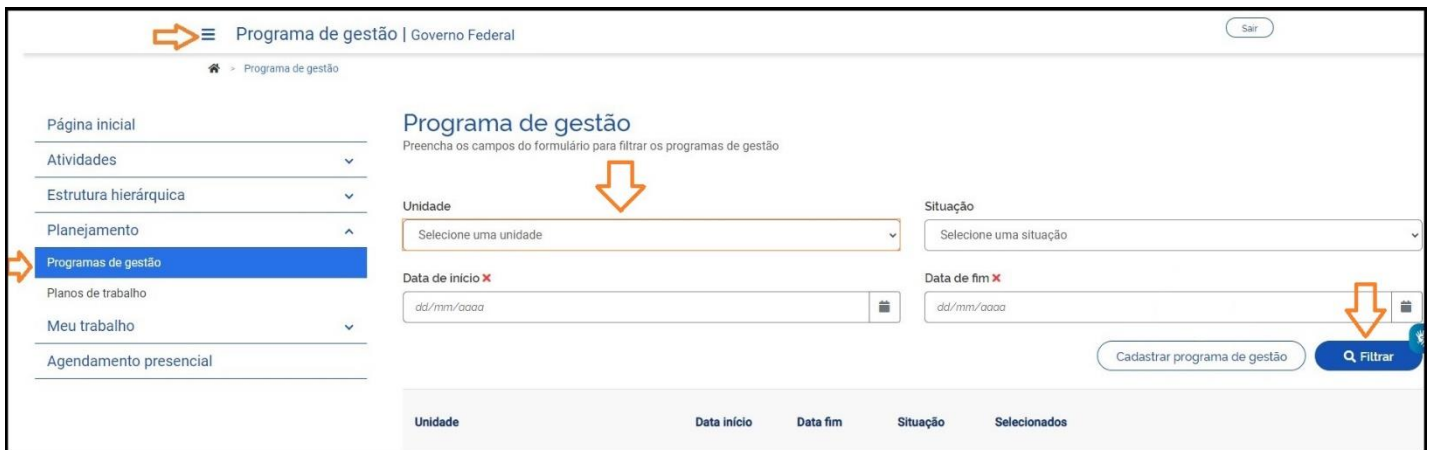 Programa de gestão | Governo Federal
Sair
> Programa de gestão
Página inicial
Atividades
Estrutura hierárquica
Planejamento
Programas de gestão
Planos de trabalho
Meu trabalho
Agendamento presencial
Programa de gestão
Preencha os campos do formulário para filtrar os programas de gestão
Unidade
Selecione uma unidade
Situação
Selecione uma situação
Data de início
dd/mm/aaaa
Data de fim
dd/mm/aaaa
Cadastrar programa de gestão
Filtrar
Unidade Data início Data fim Situação Selecionados